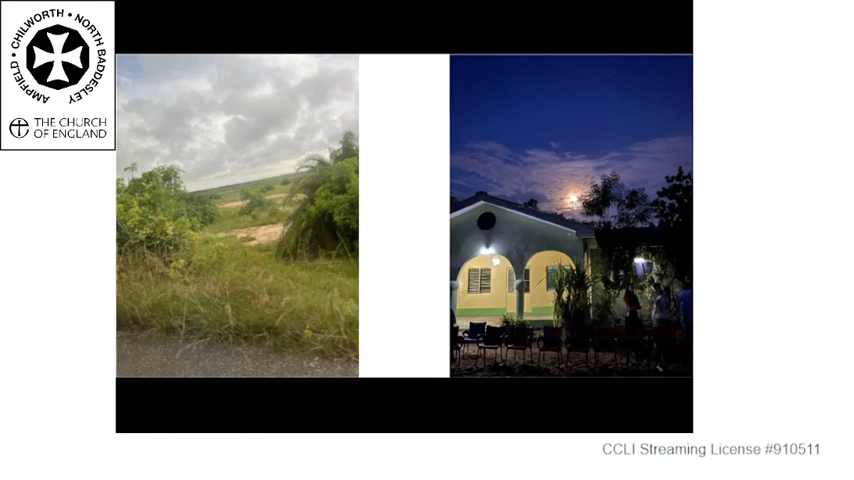 AMPFIELD • CHILWORTH • NORTH BADDESLEY
THE CHURCH
OF ENGLAND
CCLI Streaming License #910511